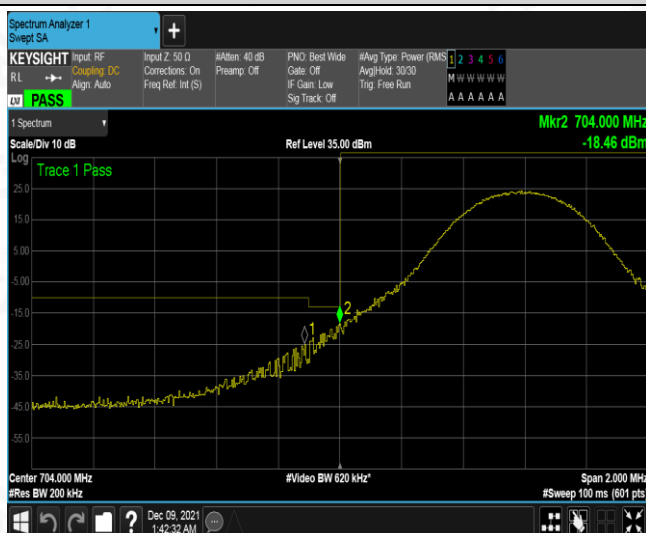 Spectrum Analyzer 1
Swept SA
+
KEYSIGHT Input: RF Input Z: 50 Ω #Atten: 40 dB PNO: Best Wide #Avg Type: Power (RMS 1 2 3 4 5 6
RL Coupling: DC Corrections: On Preamp: Off Gate: Off Avg|Hold: 30/30 M W W W W W
Align: Auto Freq Ref: Int (S) IF Gain: Low Trig: Free Run
LXI PASS Sig Track: Off A A A A A A
1 Spectrum Mkr2 704.000 MHz
Scale/Div 10 dB Ref Level 35.00 dBm -18.46 dBm
Log
Trace 1 Pass
25.0
15.0
5.00
-5.00
2
-15.0
1
-25.0
-35.0
-45.0
-55.0
Center 704.000 MHz #Video BW 620 kHz* Span 2.000 MHz
#Res BW 200 kHz #Sweep 100 ms (601 pts)
? Dec 09, 2021
1:42:32 AM